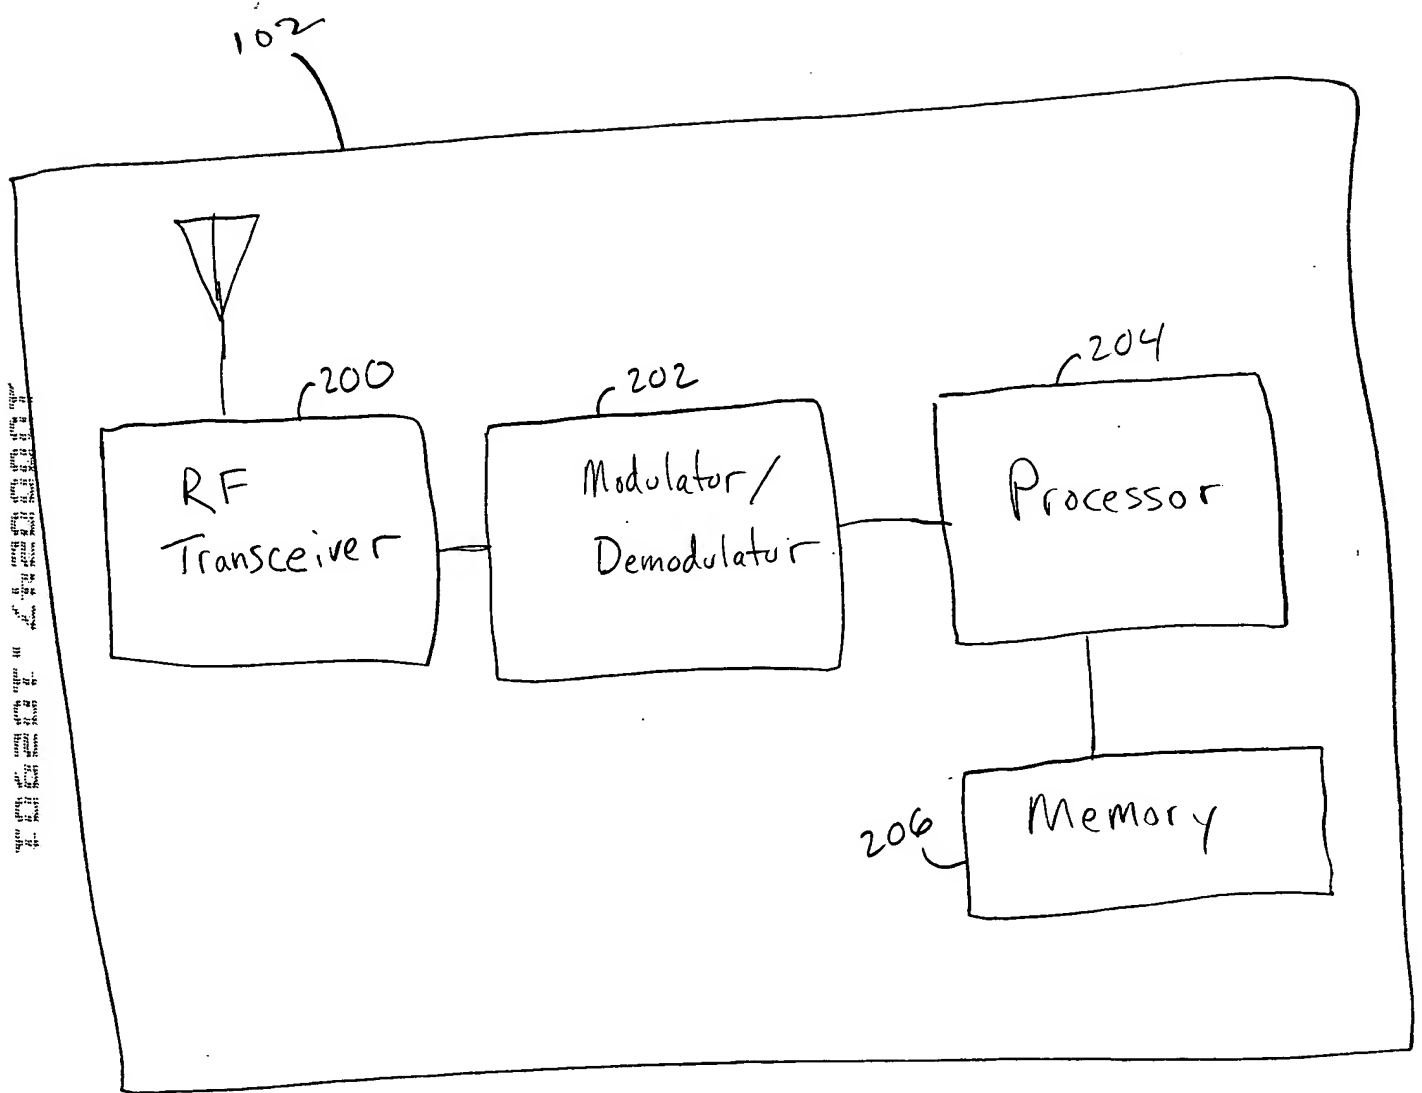 102
200
202
204
RF
Transceiver
Modulator/
Demodulator
Processor
206
Memory